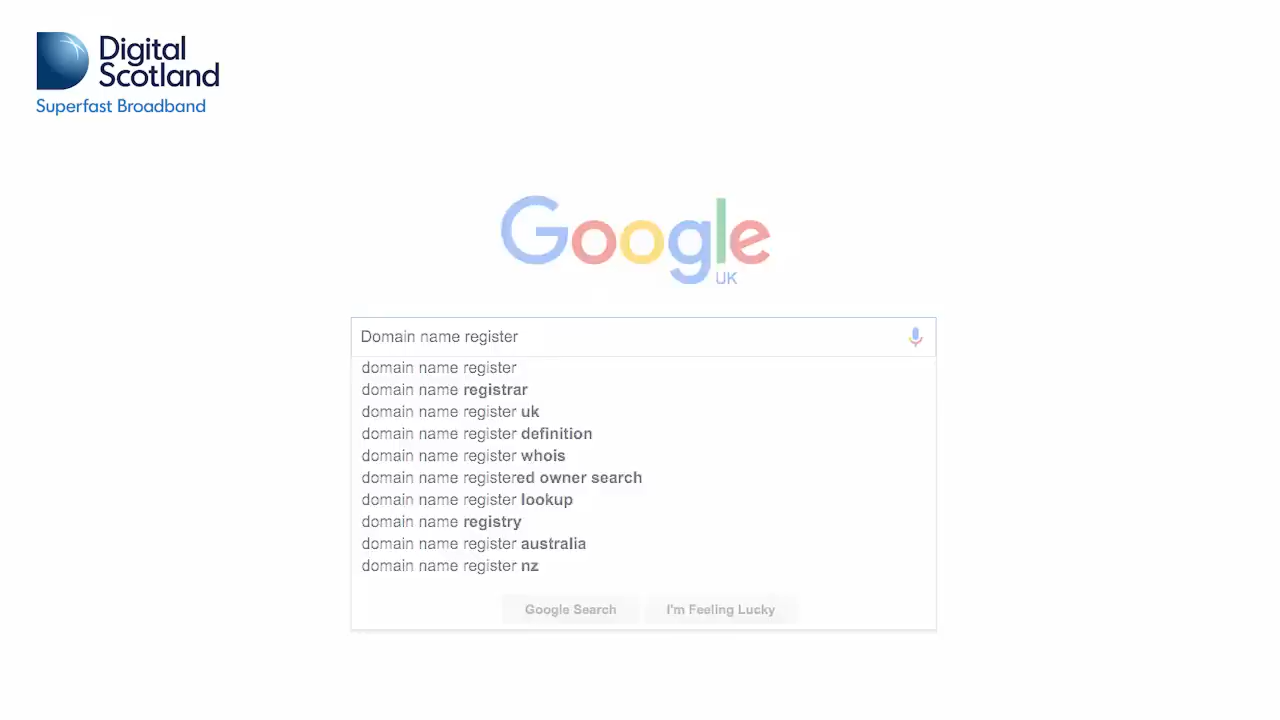 Digital
Scotland
Superfast Broadband
Google
UK
Domain name register
domain name register
domain name registrar
domain name register uk
domain name register definition
domain name register whois
domain name registered owner search
domain name register lookup
domain name registry
domain name register australia
domain name register nz
Google Search
I'm Feeling Lucky